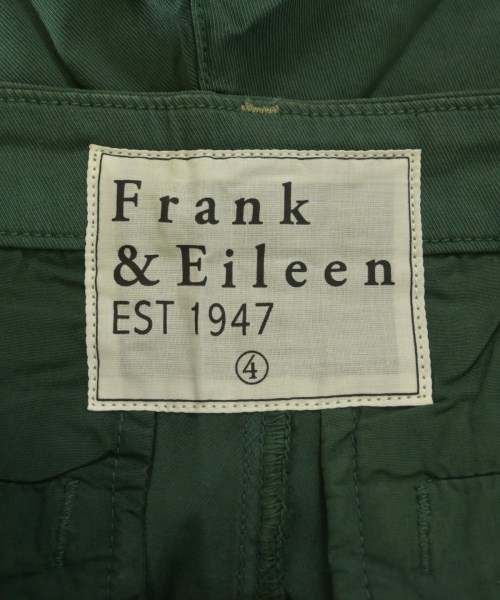 Frank
& Eileen
EST 1947
④